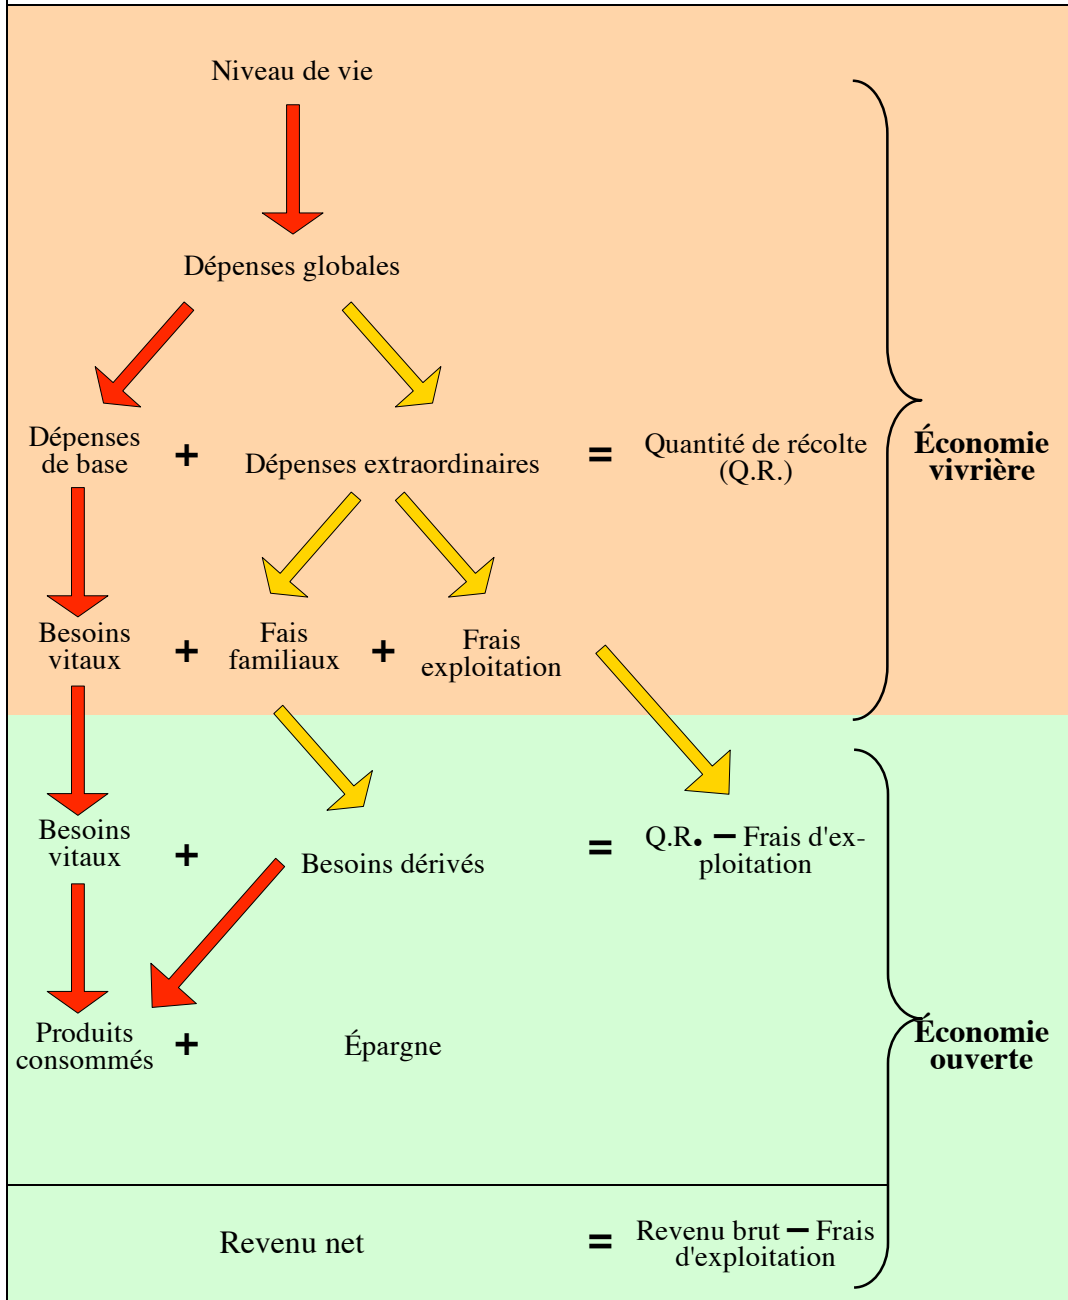 Niveau de vie
Dépenses globales
Dépenses
de base
+
Dépenses extraordinaires
=
Quantité de récolte
(Q.R.)
Économie
vivrière
Besoins
vitaux
+
Fais
familiaux
+
Frais
exploitation
Besoins
vitaux
+
Besoins dérivés
=
Q.R. – Frais d'ex-
ploitation
Produits
consommés
+
Épargne
Économie
ouverte
Revenu net
=
Revenu brut – Frais
d'exploitation